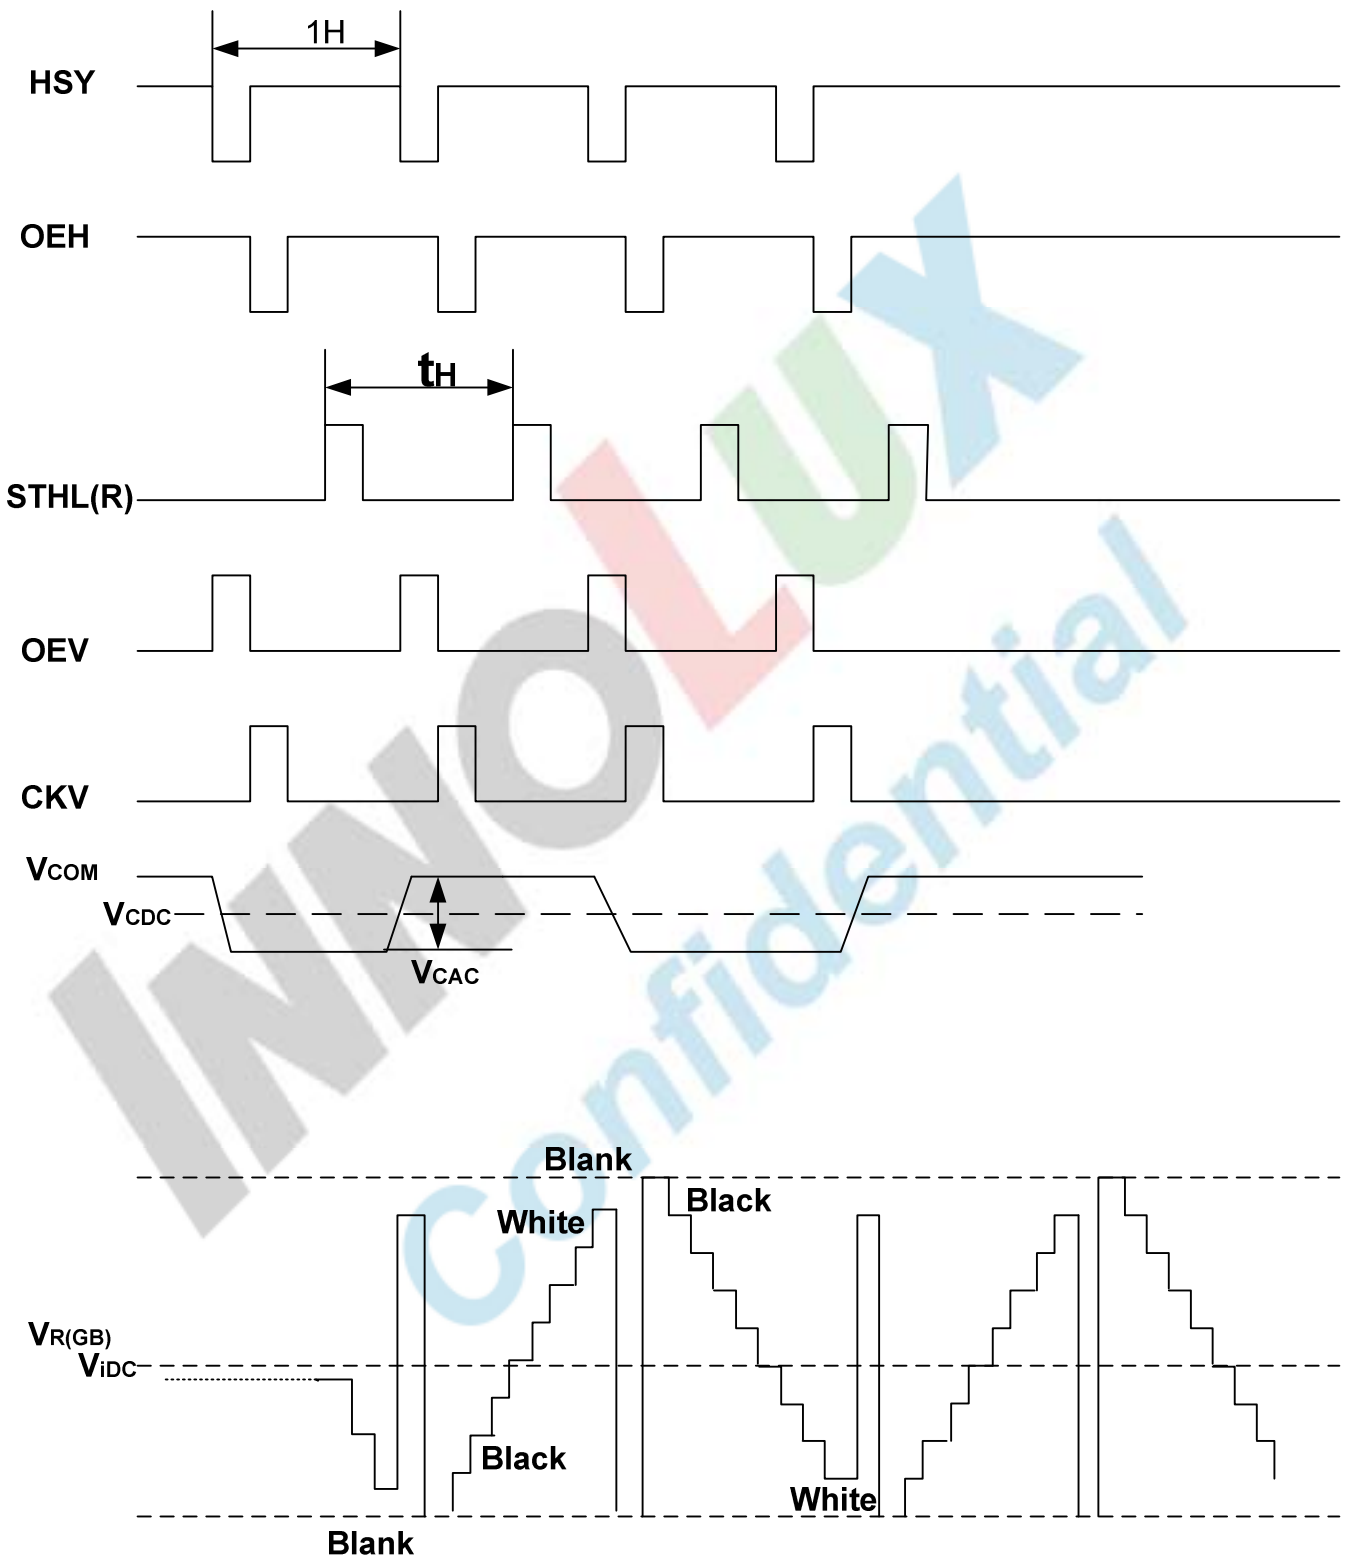 1H
HSY
OEH
tH
STHL(R)
OEV
CKV
VCOM
VCDC
VCAC
Blank
Black
White
VR(GB)
ViDC
Black
White
Blank
INNOLUX
Confidential